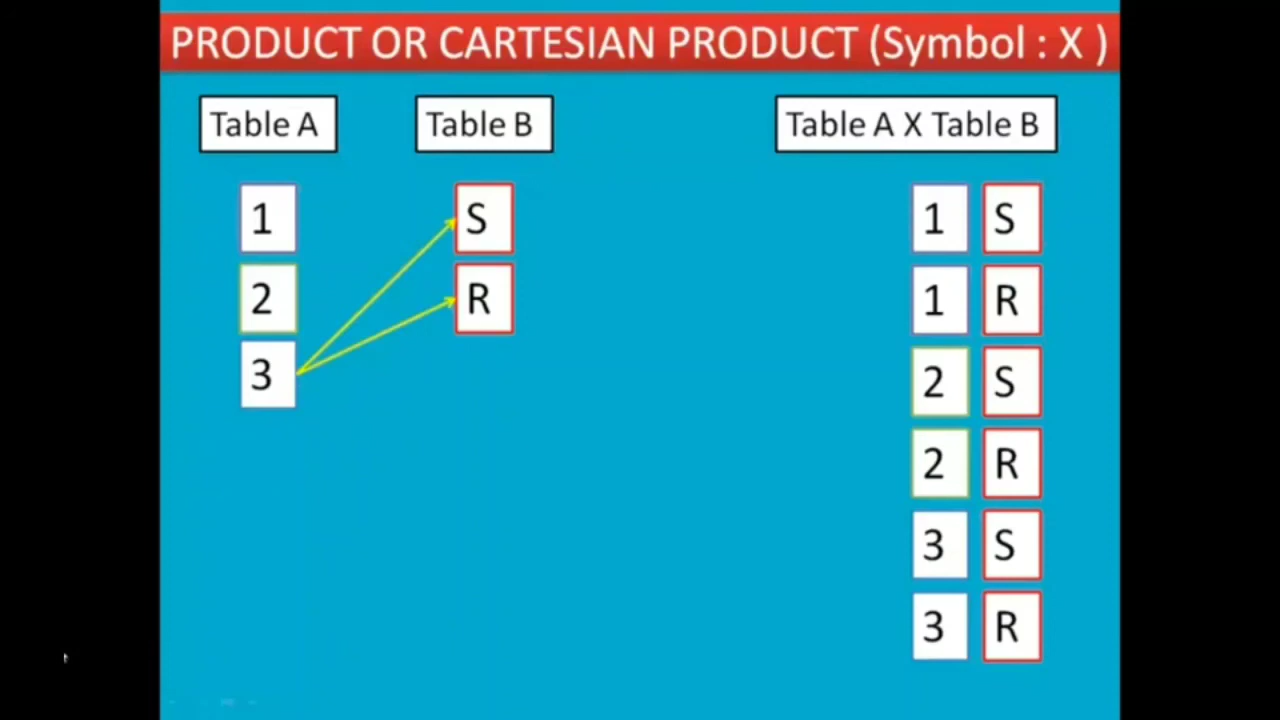 PRODUCT OR CARTESIAN PRODUCT (Symbol : X )
Table A Table B Table A X Table B
1 S 1 S
2 R 1 R
3 2 S
2 R
3 S
3 R